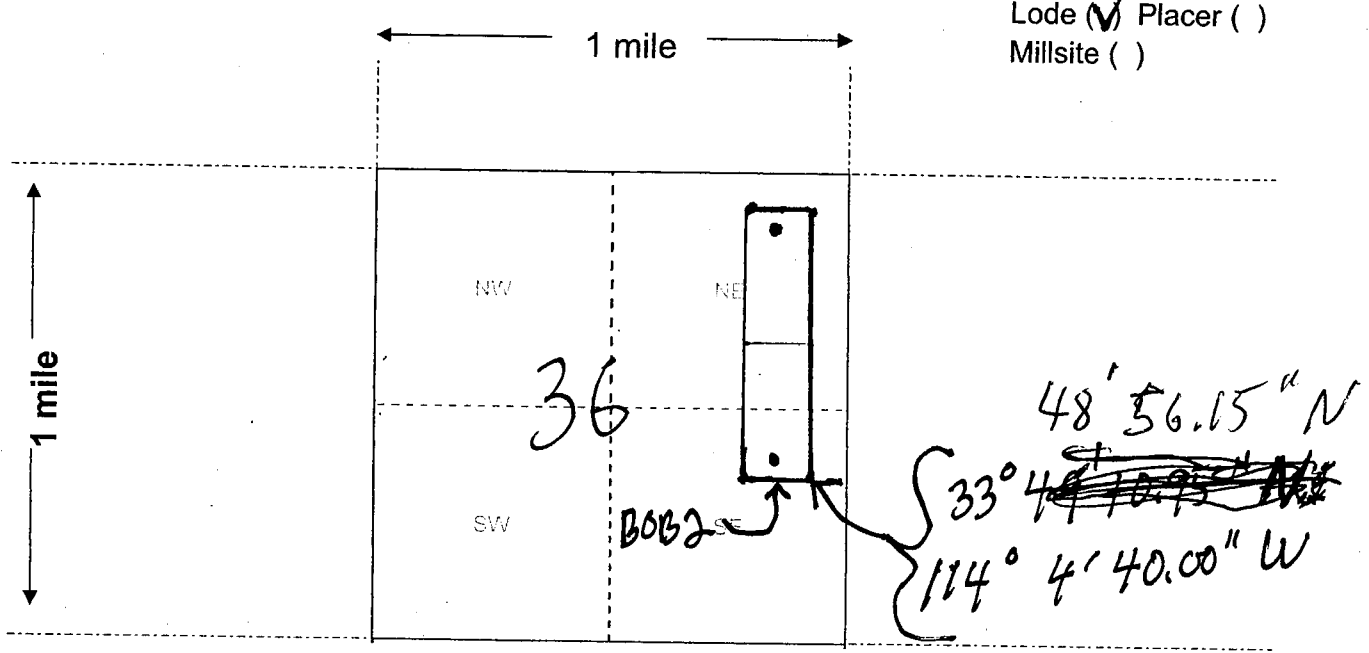 Lode (V) Placer ( )
Millsite ( )
1 mile
1 mile
NW
NE
36
SW
SE
BOB2
48' 56.15" N
33°
114° 4' 40.00" W